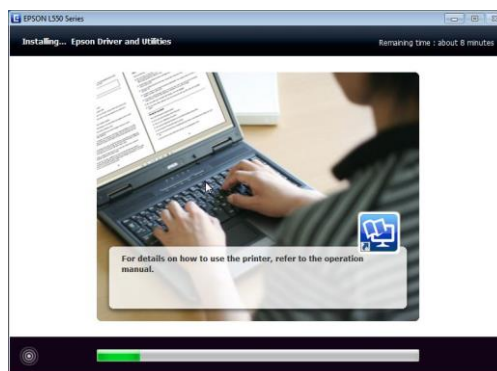 EPSON L550 Series
Installing... Epson Driver and Utilities
Remaining time : about 8 minutes
For details on how to use the printer, refer to the operation
manual.